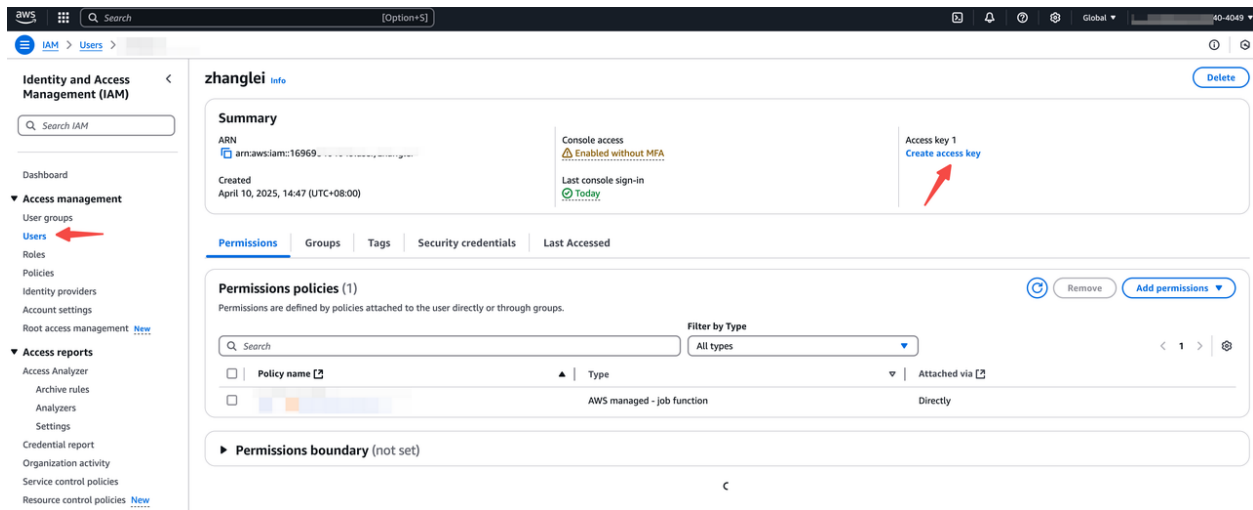 aws
Search [Option+S] Global 40-4049
IAM > Users >
Identity and Access Management (IAM)
Search IAM
Dashboard
Access management
User groups
Users
Roles
Policies
Identity providers
Account settings
Root access management New
Access reports
Access Analyzer
Archive rules
Analyzers
Settings
Credential report
Organization activity
Service control policies
Resource control policies New
zhanglei Info
Delete
Summary
ARN
arn:aws:iam::16969
Created
April 10, 2025, 14:47 (UTC+08:00)
Console access
Enabled without MFA
Last console sign-in
Today
Access key 1
Create access key
Permissions Groups Tags Security credentials Last Accessed
Permissions policies (1)
Remove
Add permissions
Permissions are defined by policies attached to the user directly or through groups.
Filter by Type
Search
All types
1
Policy name Type Attached via
AWS managed - job function Directly
Permissions boundary (not set)